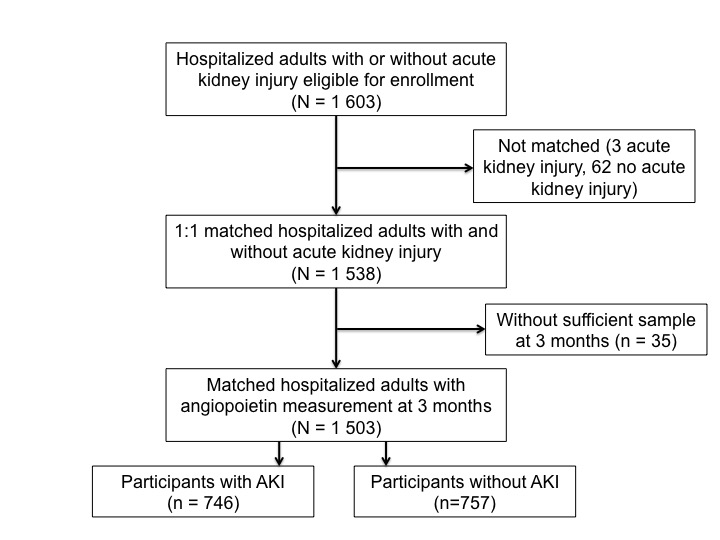 Hospitalized adults with or without acute
kidney injury eligible for enrollment
(N = 1 603)
Not matched (3 acute
kidney injury, 62 no acute
kidney injury)
1:1 matched hospitalized adults with and
without acute kidney injury
(N = 1 538)
Without sufficient sample
at 3 months (n = 35)
Matched hospitalized adults with
angiopoietin measurement at 3 months
(N = 1 503)
Participants with AKI
(n = 746)
Participants without AKI
(n=757)